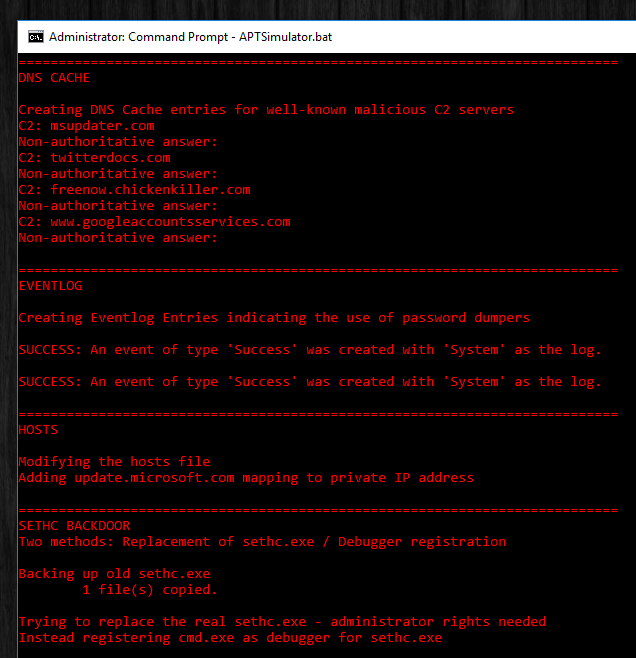 Administrator: Command Prompt - APTSimulator.bat
===========================================================================
DNS CACHE
Creating DNS Cache entries for well-known malicious C2 servers
C2: msupdater.com
Non-authoritative answer:
C2: twitterdocs.com
Non-authoritative answer:
C2: freenow.chickenkiller.com
Non-authoritative answer:
C2: www.googleaccountsservices.com
Non-authoritative answer:
===========================================================================
EVENTLOG
Creating Eventlog Entries indicating the use of password dumpers
SUCCESS: An event of type 'Success' was created with 'System' as the log.
SUCCESS: An event of type 'Success' was created with 'System' as the log.
===========================================================================
HOSTS
Modifying the hosts file
Adding update.microsoft.com mapping to private IP address
===========================================================================
SETHC BACKDOOR
Two methods: Replacement of sethc.exe / Debugger registration
Backing up old sethc.exe
1 file(s) copied.
Trying to replace the real sethc.exe - administrator rights needed
Instead registering cmd.exe as debugger for sethc.exe